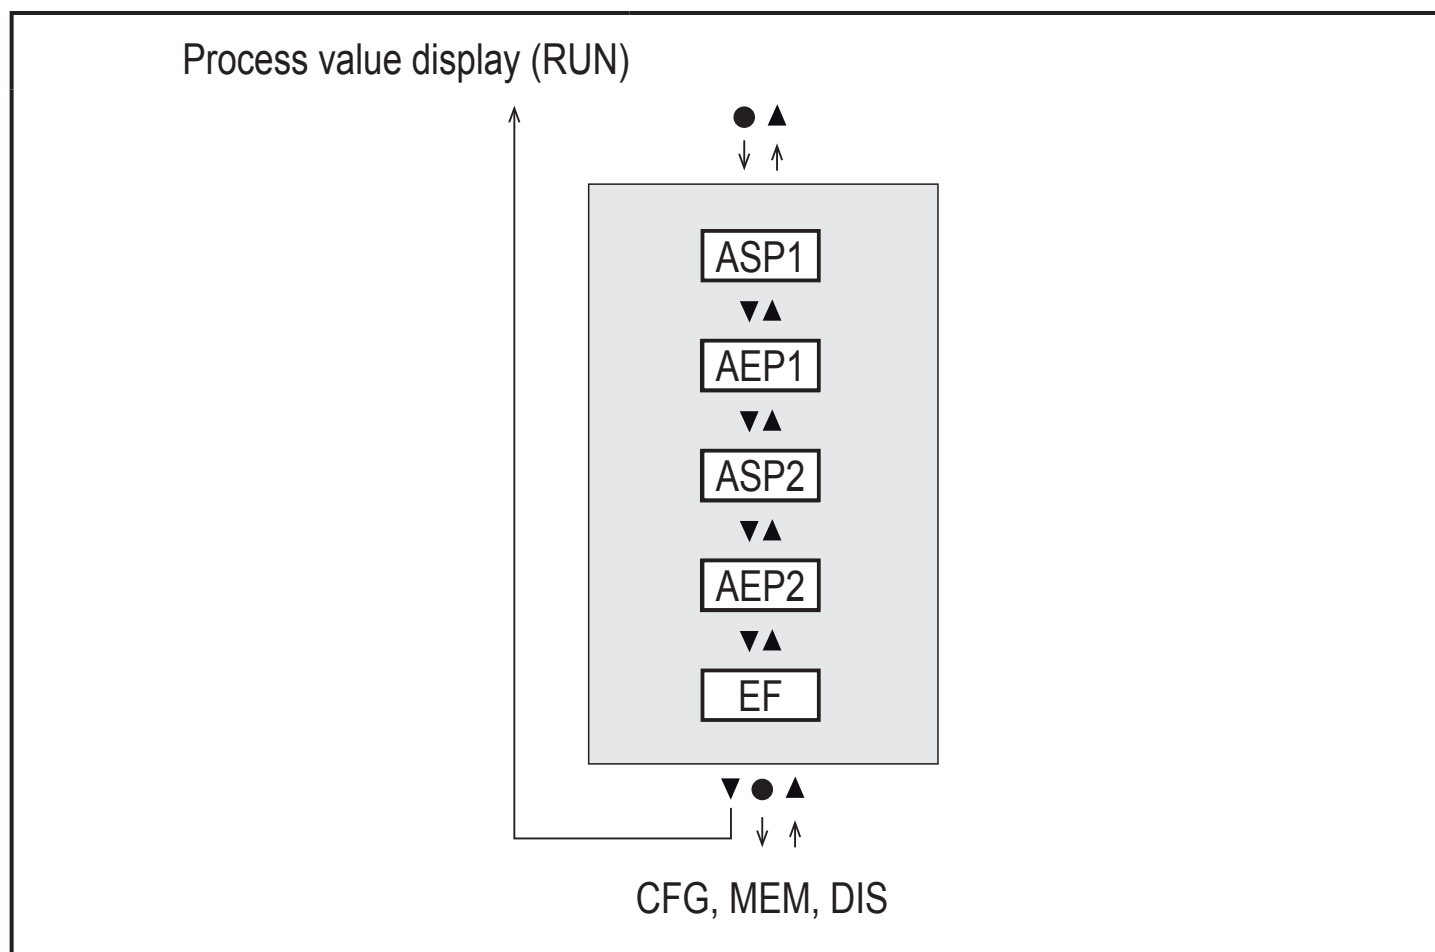 Process value display (RUN)
ASP1
AEP1
ASP2
AEP2
EF
CFG, MEM, DIS